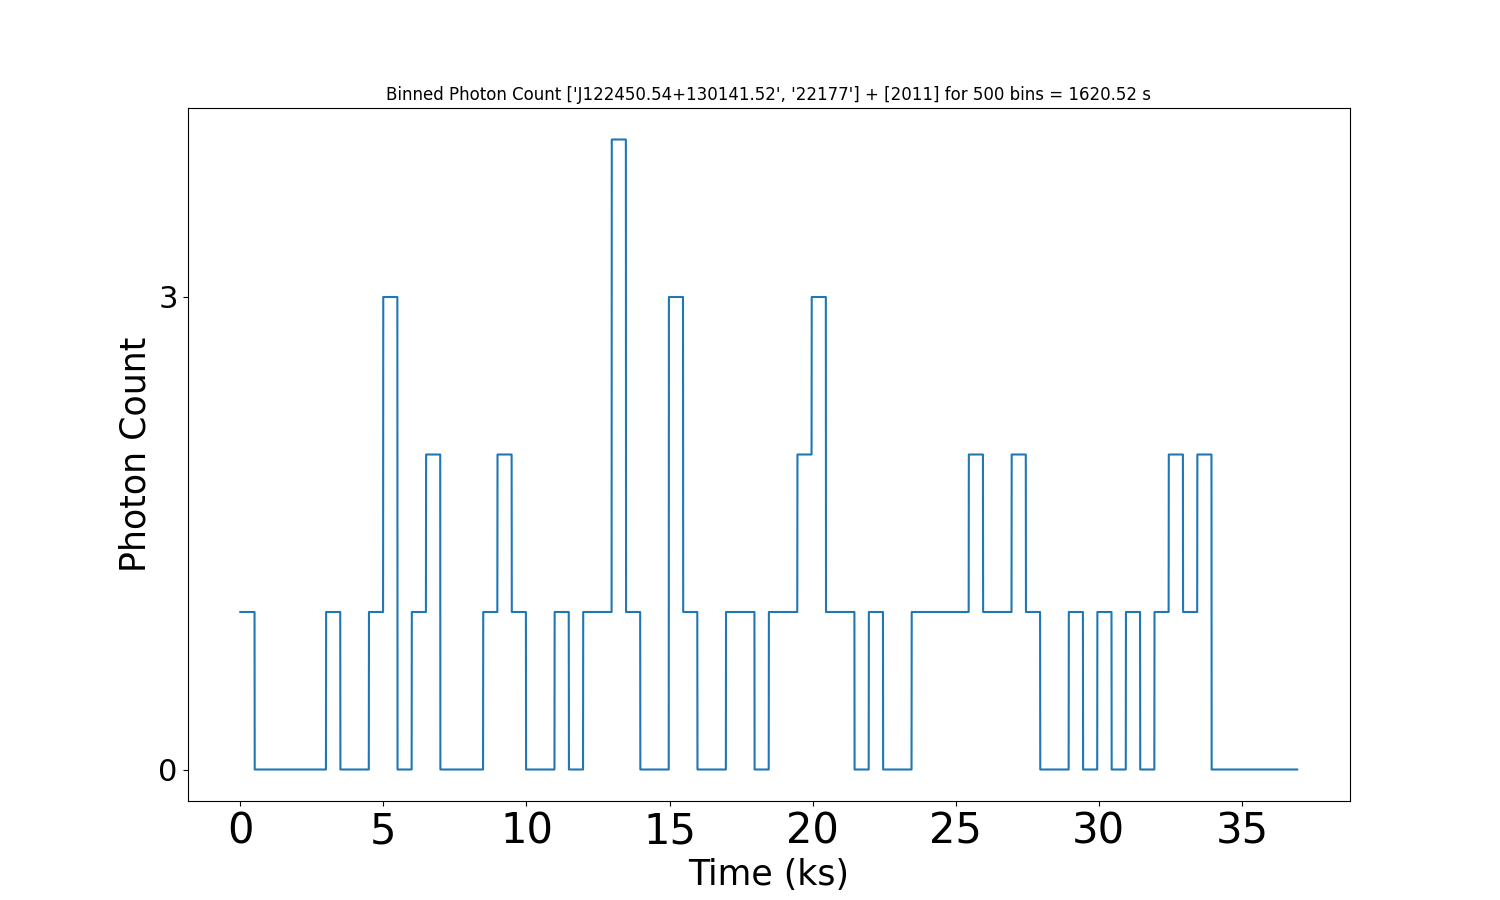 Binned Photon Count ['J122450.54+130141.52', '22177'] + [2011] for 500 bins = 1620.52 s
3
0
Photon Count
0 5 10 15 20 25 30 35
Time (ks)